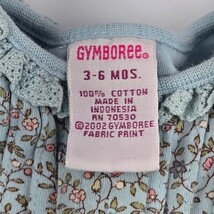 GYMBOREE®
3-6 MOS.
100% COTTON
MADE IN
INDONESIA
RN 70530
©2002 GYMBOREE
FABRIC PRINT